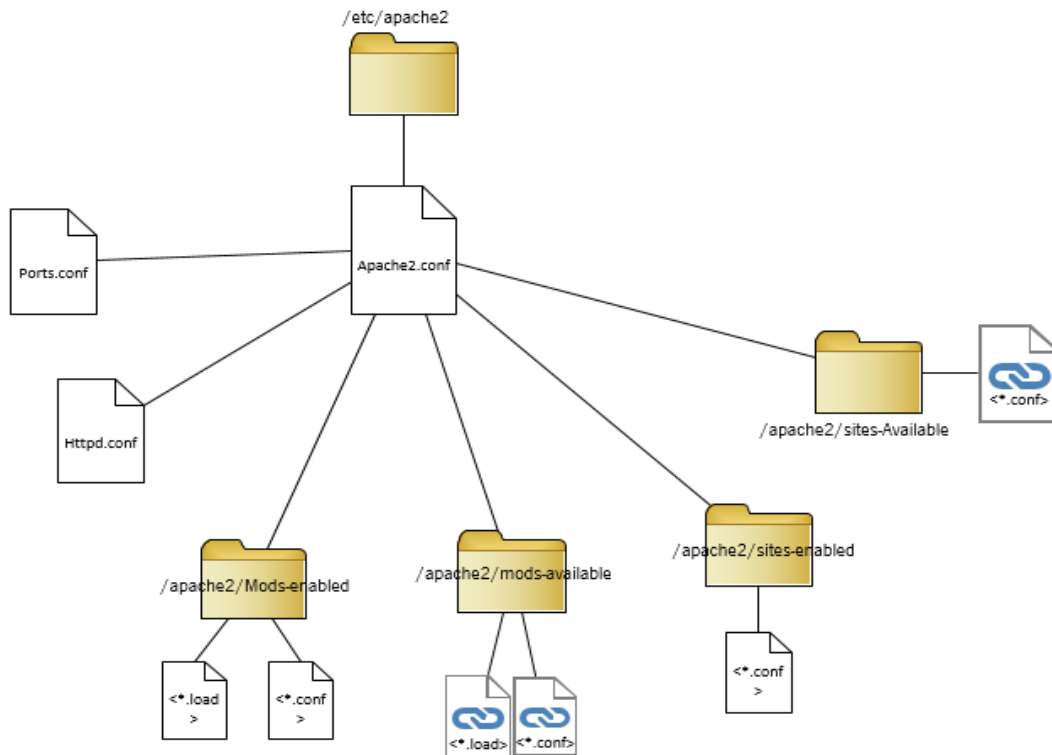 /etc/apache2
Ports.conf
Apache2.conf
Httpd.conf
<*.conf>
/apache2/sites-Available
/apache2/sites-enabled
/apache2/mods-available
/apache2/Mods-enabled
<*.load
>
<*.conf
>
<*.load>
<*.conf>
<*.conf
>